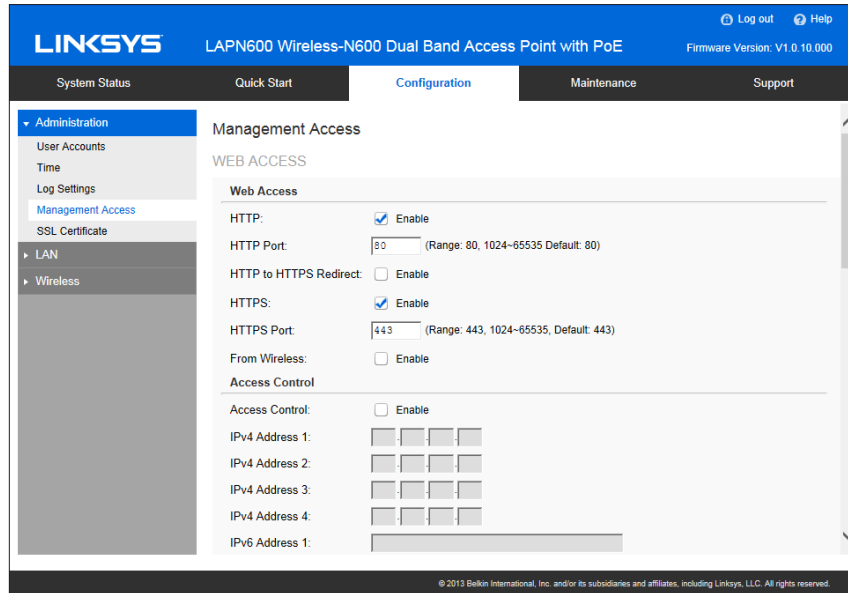 Log out Help
LINKSYS LAPN600 Wireless-N600 Dual Band Access Point with PoE Firmware Version: V1.0.10.000
System Status Quick Start Configuration Maintenance Support
Administration
User Accounts
Time
Log Settings
Management Access
SSL Certificate
LAN
Wireless
Management Access
WEB ACCESS
Web Access
HTTP: Enable
HTTP Port: 80 (Range: 80, 1024~65535 Default: 80)
HTTP to HTTPS Redirect: Enable
HTTPS: Enable
HTTPS Port: 443 (Range: 443, 1024~65535, Default: 443)
From Wireless: Enable
Access Control
Access Control: Enable
IPv4 Address 1:
IPv4 Address 2:
IPv4 Address 3:
IPv4 Address 4:
IPv6 Address 1:
© 2013 Belkin International, Inc. and/or its subsidiaries and affiliates, including Linksys, LLC. All rights reserved.